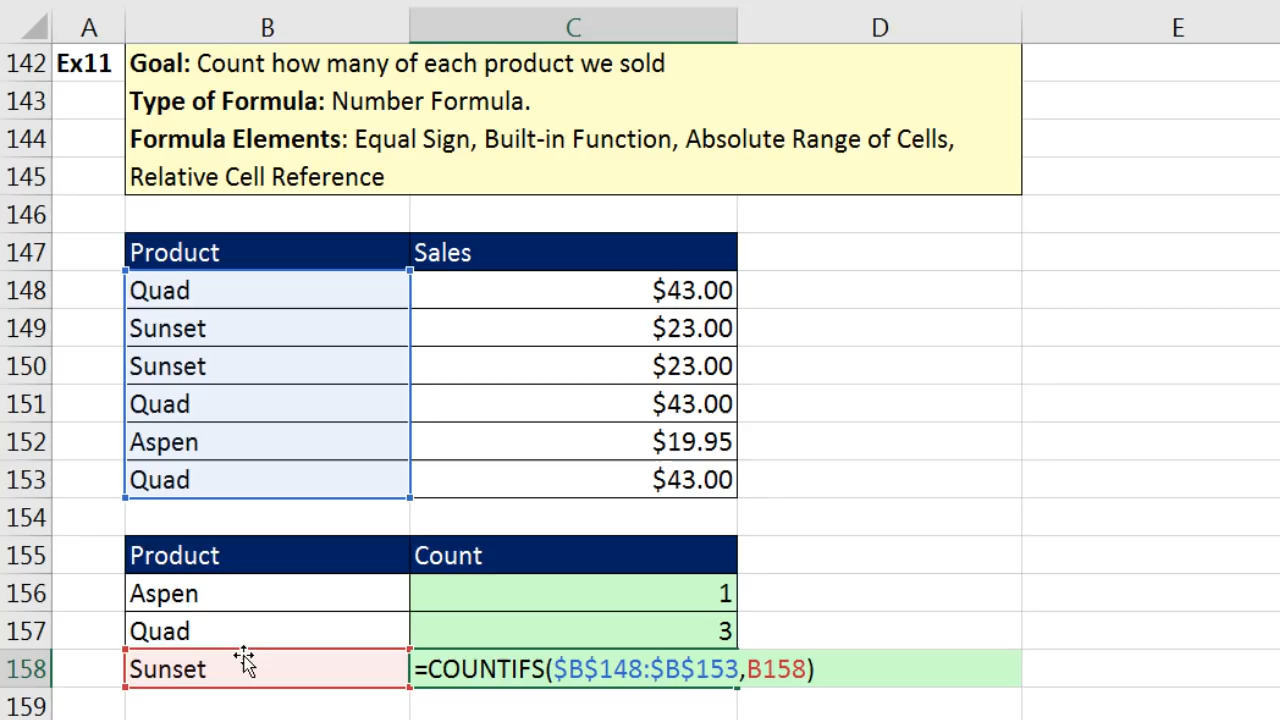 A B C D E
142 Ex11 Goal: Count how many of each product we sold
143 Type of Formula: Number Formula.
144 Formula Elements: Equal Sign, Built-in Function, Absolute Range of Cells,
145 Relative Cell Reference
146
147 Product Sales
148 Quad $43.00
149 Sunset $23.00
150 Sunset $23.00
151 Quad $43.00
152 Aspen $19.95
153 Quad $43.00
154
155 Product Count
156 Aspen 1
157 Quad 3
158 Sunset =COUNTIFS($B$148:$B$153,B158)
159